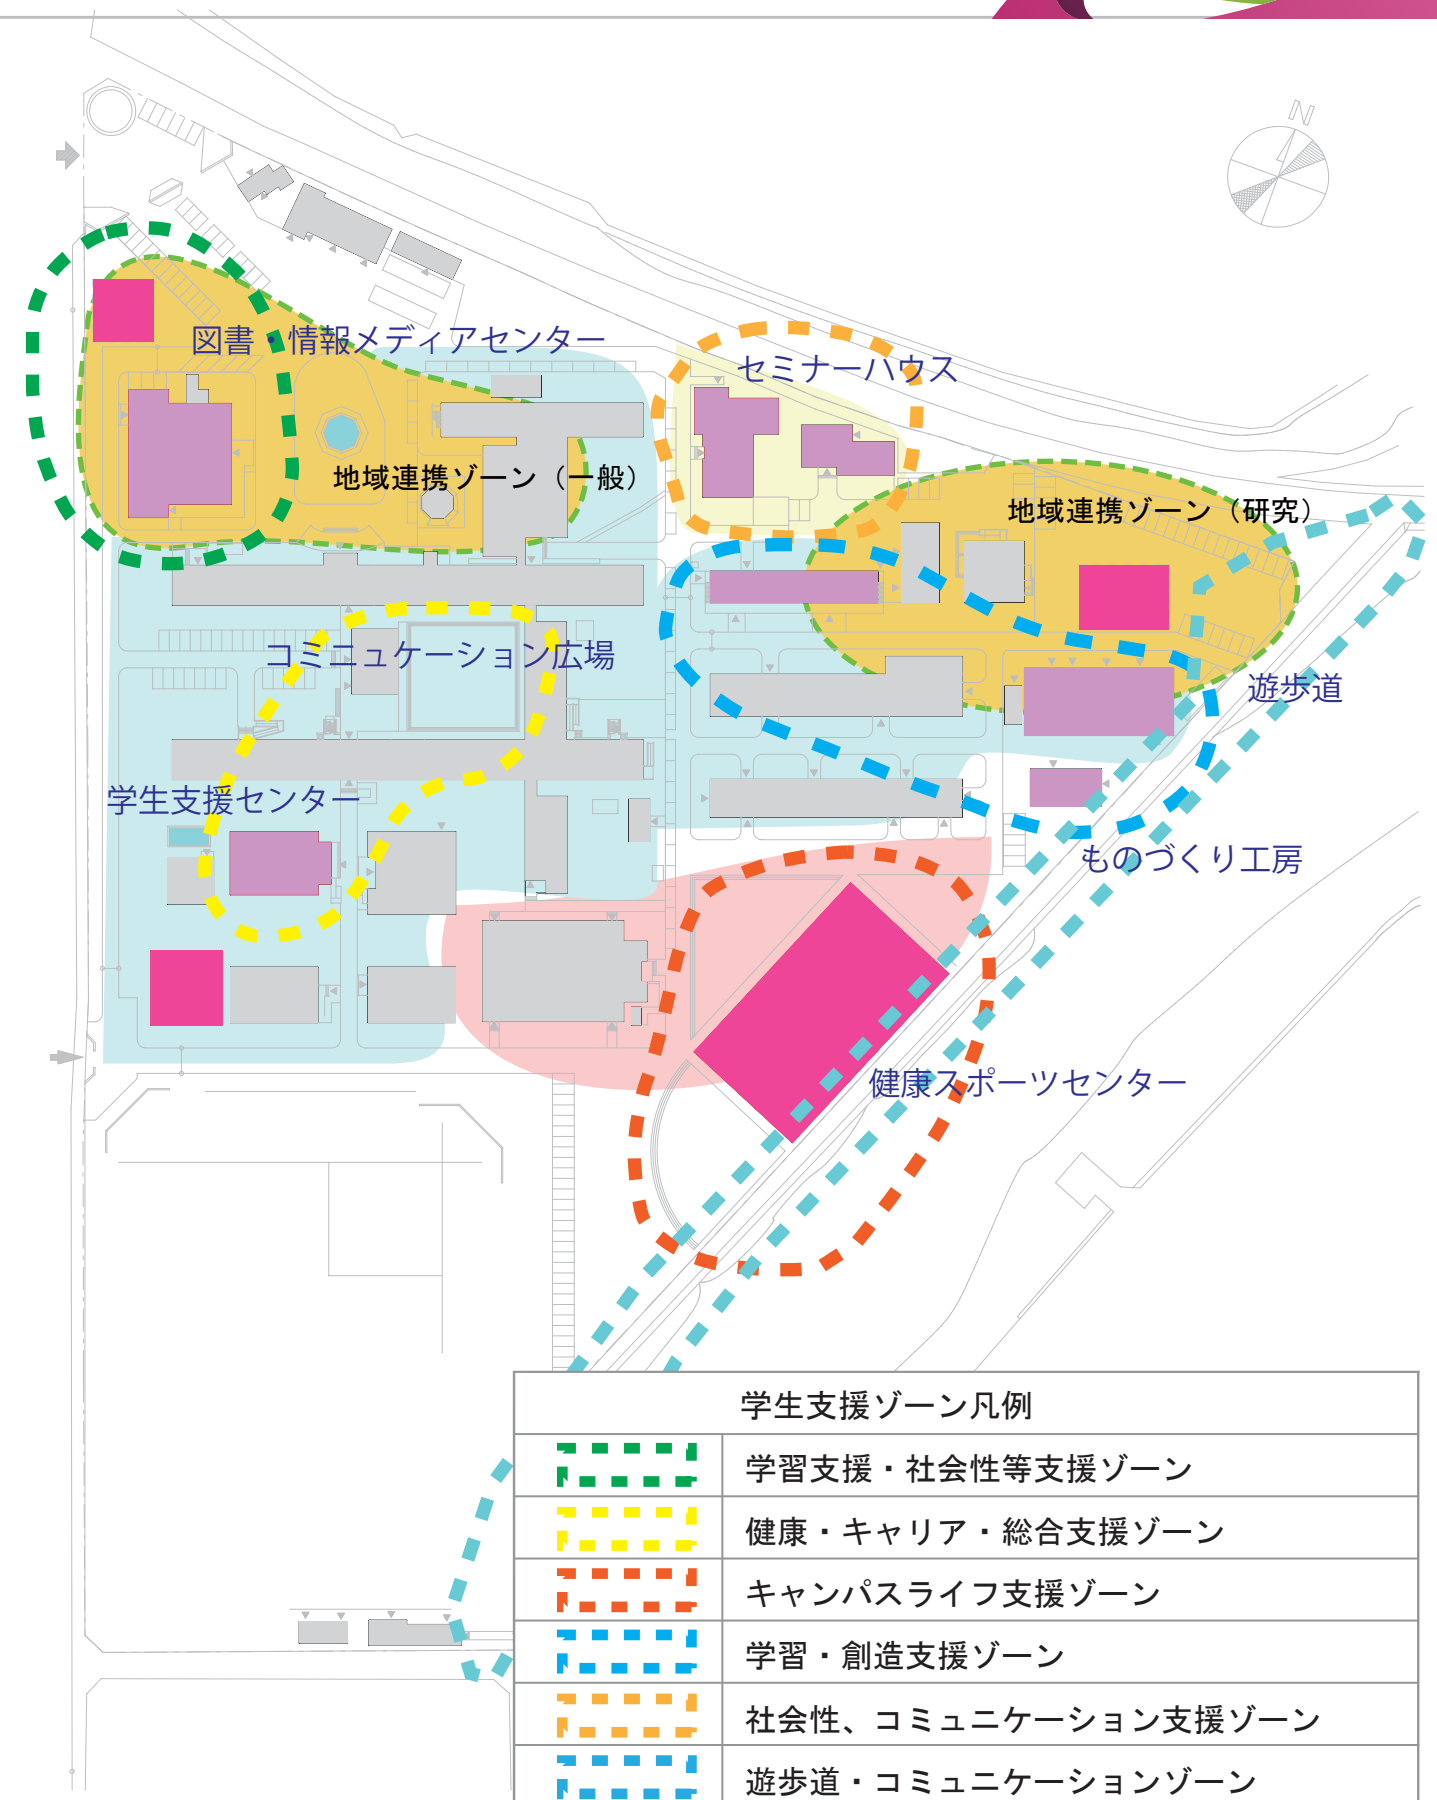 N
図書・情報メディアセンター
セミナーハウス
地域連携ゾーン（一般）
地域連携ゾーン（研究）
コミニュケーション広場
遊歩道
学生支援センター
ものづくり工房
健康スポーツセンター
学生支援ゾーン凡例
学習支援・社会性等支援ゾーン
健康・キャリア・総合支援ゾーン
キャンパスライフ支援ゾーン
学習・創造支援ゾーン
社会性、コミュニケーション支援ゾーン
遊歩道・コミュニケーションゾーン